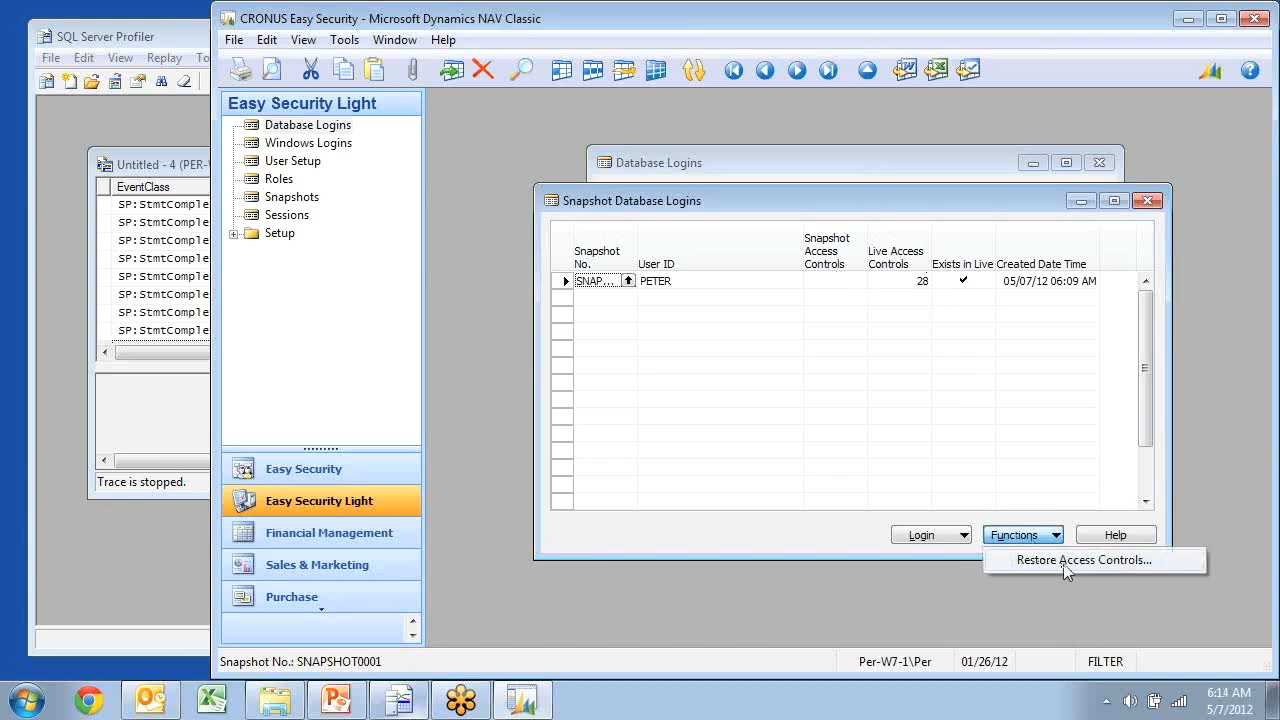 SQL Server Profiler
File Edit View Replay To
Untitled - 4 (PER-W
EventClass
SP:StmtComple
SP:StmtComple
SP:StmtComple
SP:StmtComple
SP:StmtComple
SP:StmtComple
SP:StmtComple
SP:StmtComple
Trace is stopped.
CRONUS Easy Security - Microsoft Dynamics NAV Classic
File Edit View Tools Window Help
Easy Security Light
Database Logins
Windows Logins
User Setup
Roles
Snapshots
Sessions
Setup
Easy Security
Easy Security Light
Financial Management
Sales & Marketing
Purchase
Database Logins
Snapshot Database Logins
Snapshot No. User ID Snapshot Access Controls Live Access Controls Exists in Live Created Date Time
SNAP... PETER 28 05/07/12 06:09 AM
Login Functions Help
Restore Access Controls...
Snapshot No.: SNAPSHOT0001 Per-W7-1\Per 01/26/12 FILTER
6:14 AM
5/7/2012